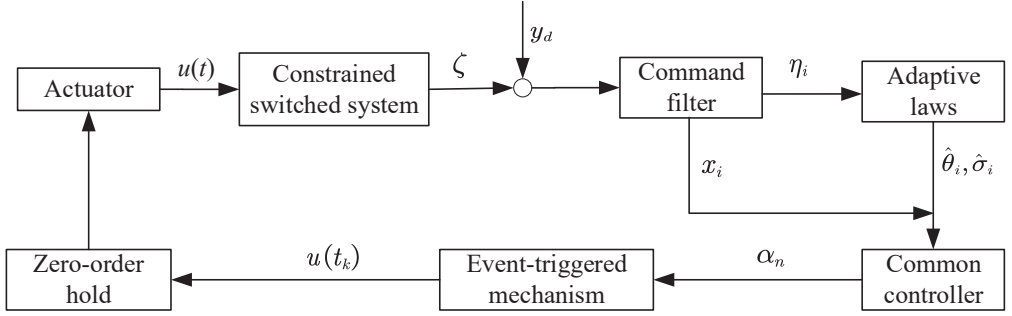 y_d
Actuator
u(t)
Constrained
switched system
ζ
Command
filter
η_i
Adaptive
laws
x_i
θ̂_i, σ̂_i
Zero-order
hold
u(t_k)
Event-triggered
mechanism
α_n
Common
controller